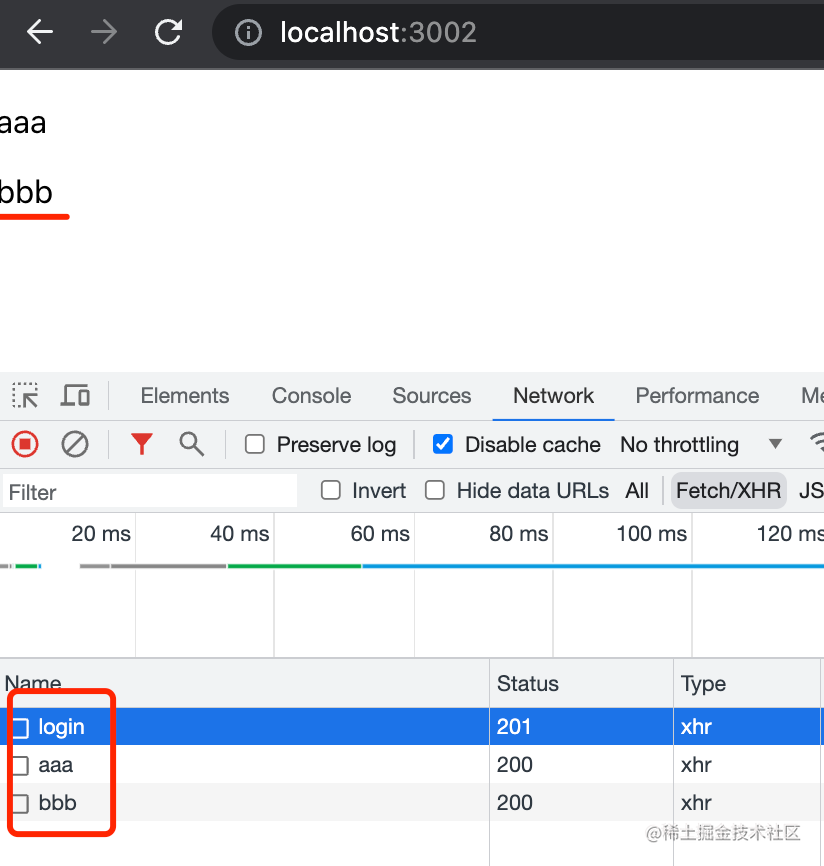 localhost:3002
aaa
bbb
Elements Console Sources Network Performance Me
Preserve log Disable cache No throttling
Filter Invert Hide data URLs All Fetch/XHR JS
20 ms 40 ms 60 ms 80 ms 100 ms 120 ms
Name Status Type
login 201 xhr
aaa 200 xhr
bbb 200 xhr
@稀土掘金技术社区